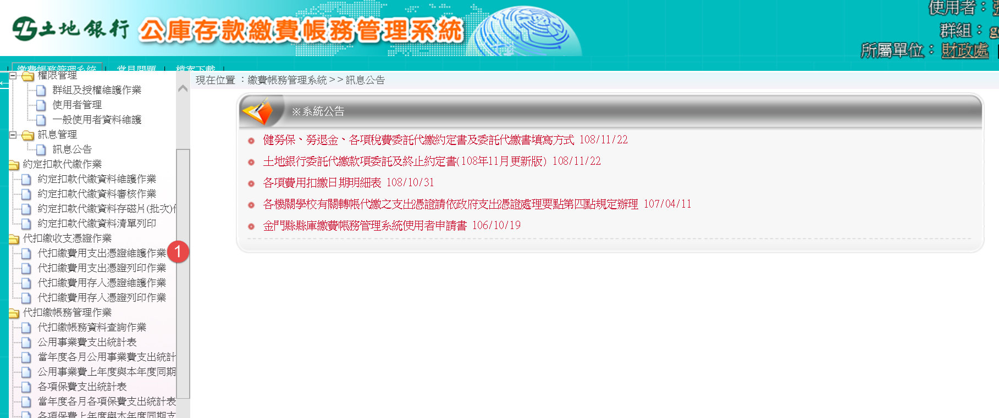 土地銀行 公庫存款繳費帳務管理系統
使用者：
群組：
所屬單位：財政處
繳費帳務管理系統 | 常見問題 | 檔案下載 |
現在位置：繳費帳務管理系統>>訊息公告
權限管理
群組及授權維護作業
使用者管理
一般使用者資料維護
訊息管理
訊息公告
約定扣款代繳作業
約定扣款代繳資料維護作業
約定扣款代繳資料審核作業
約定扣款代繳資料存磁片(批次)
約定扣款代繳資料清單列印
代扣繳收支憑證作業
代扣繳費用支出憑證維護作業 1
代扣繳費用支出憑證列印作業
代扣繳費用存入憑證維護作業
代扣繳費用存入憑證列印作業
代扣繳帳務管理作業
代扣繳帳務資料查詢作業
公用事業費支出統計表
當年度各月公用事業費支出統計
公用事業費上年度與本年度同期
各項保費支出統計表
當年度各月各項保費支出統計表
各項保費上年度與本年度同期支
※系統公告
健勞保、勞退金、各項稅費委託代繳約定書及委託代繳書填寫方式 108/11/22
土地銀行委託代繳款項委託及終止約定書(108年11月更新版) 108/11/22
各項費用扣繳日期明細表 108/10/31
各機關學校有關轉帳代繳之支出憑證請依政府支出憑證處理要點第四點規定辦理 107/04/11
金門縣縣庫繳費帳務管理系統使用者申請書 106/10/19